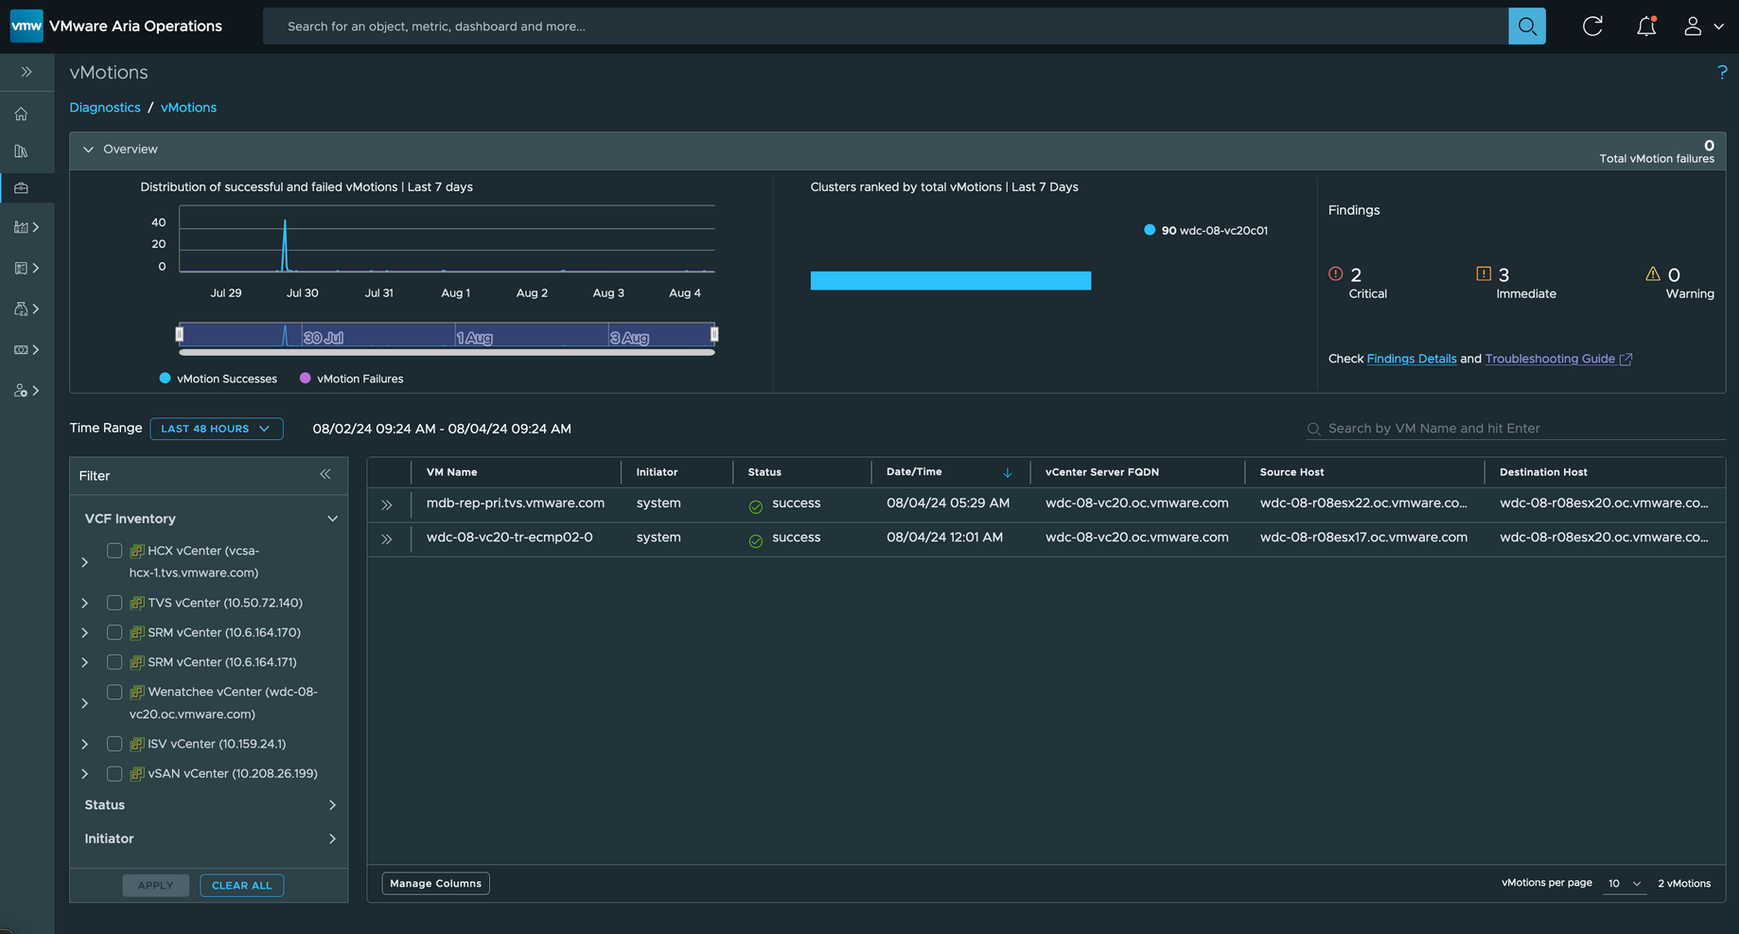 vmw VMware Aria Operations
Search for an object, metric, dashboard and more...
vMotions
?
Diagnostics / vMotions
Overview
0
Total vMotion failures
Distribution of successful and failed vMotions | Last 7 days
40
20
0
Jul 29 Jul 30 Jul 31 Aug 1 Aug 2 Aug 3 Aug 4
30 Jul 1 Aug 3 Aug
vMotion Successes vMotion Failures
Clusters ranked by total vMotions | Last 7 Days
90 wdc-08-vc20c01
Findings
2
Critical
3
Immediate
0
Warning
Check Findings Details and Troubleshooting Guide
Time Range LAST 48 HOURS 08/02/24 09:24 AM - 08/04/24 09:24 AM
Search by VM Name and hit Enter
Filter
VCF Inventory
HCX vCenter (vcsa-
hcx-1.tvs.vmware.com)
TVS vCenter (10.50.72.140)
SRM vCenter (10.6.164.170)
SRM vCenter (10.6.164.171)
Wenatchee vCenter (wdc-08-
vc20.oc.vmware.com)
ISV vCenter (10.159.24.1)
vSAN vCenter (10.208.26.199)
Status
Initiator
APPLY CLEAR ALL
VM Name Initiator Status Date/Time vCenter Server FQDN Source Host Destination Host
mdb-rep-pri.tvs.vmware.com system success 08/04/24 05:29 AM wdc-08-vc20.oc.vmware.com wdc-08-r08esx22.oc.vmware.co... wdc-08-r08esx20.oc.vmware.co...
wdc-08-vc20-tr-ecmp02-0 system success 08/04/24 12:01 AM wdc-08-vc20.oc.vmware.com wdc-08-r08esx17.oc.vmware.com wdc-08-r08esx20.oc.vmware.co...
Manage Columns
vMotions per page 10 2 vMotions